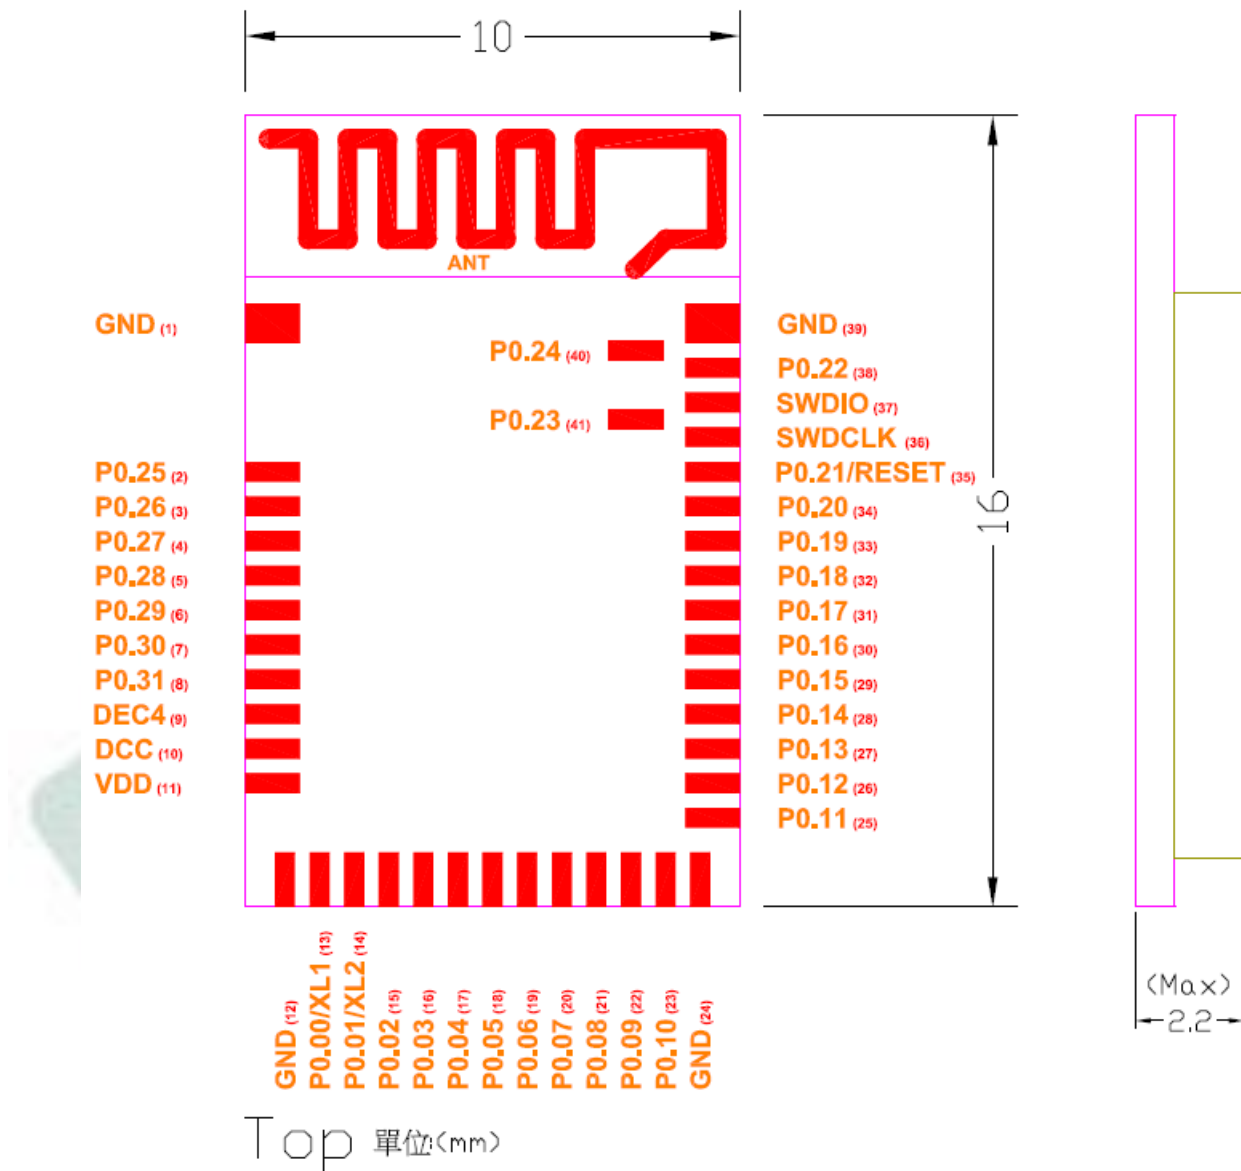 10
ANT
GND (1)
P0.24 (40)
P0.23 (41)
GND (39)
P0.22 (38)
SWDIO (37)
SWDCLK (36)
P0.25 (2)
P0.26 (3)
P0.27 (4)
P0.28 (5)
P0.29 (6)
P0.30 (7)
P0.31 (8)
DEC4 (9)
DCC (10)
VDD (11)
P0.21/RESET (35)
P0.20 (34)
P0.19 (33)
P0.18 (32)
P0.17 (31)
P0.16 (30)
P0.15 (29)
P0.14 (28)
P0.13 (27)
P0.12 (26)
P0.11 (25)
16
GND (12)
P0.00/XL1 (13)
P0.01/XL2 (14)
P0.02 (15)
P0.03 (16)
P0.04 (17)
P0.05 (18)
P0.06 (19)
P0.07 (20)
P0.08 (21)
P0.09 (22)
P0.10 (23)
GND (24)
(Max)
2.2
Top 單位:(mm)